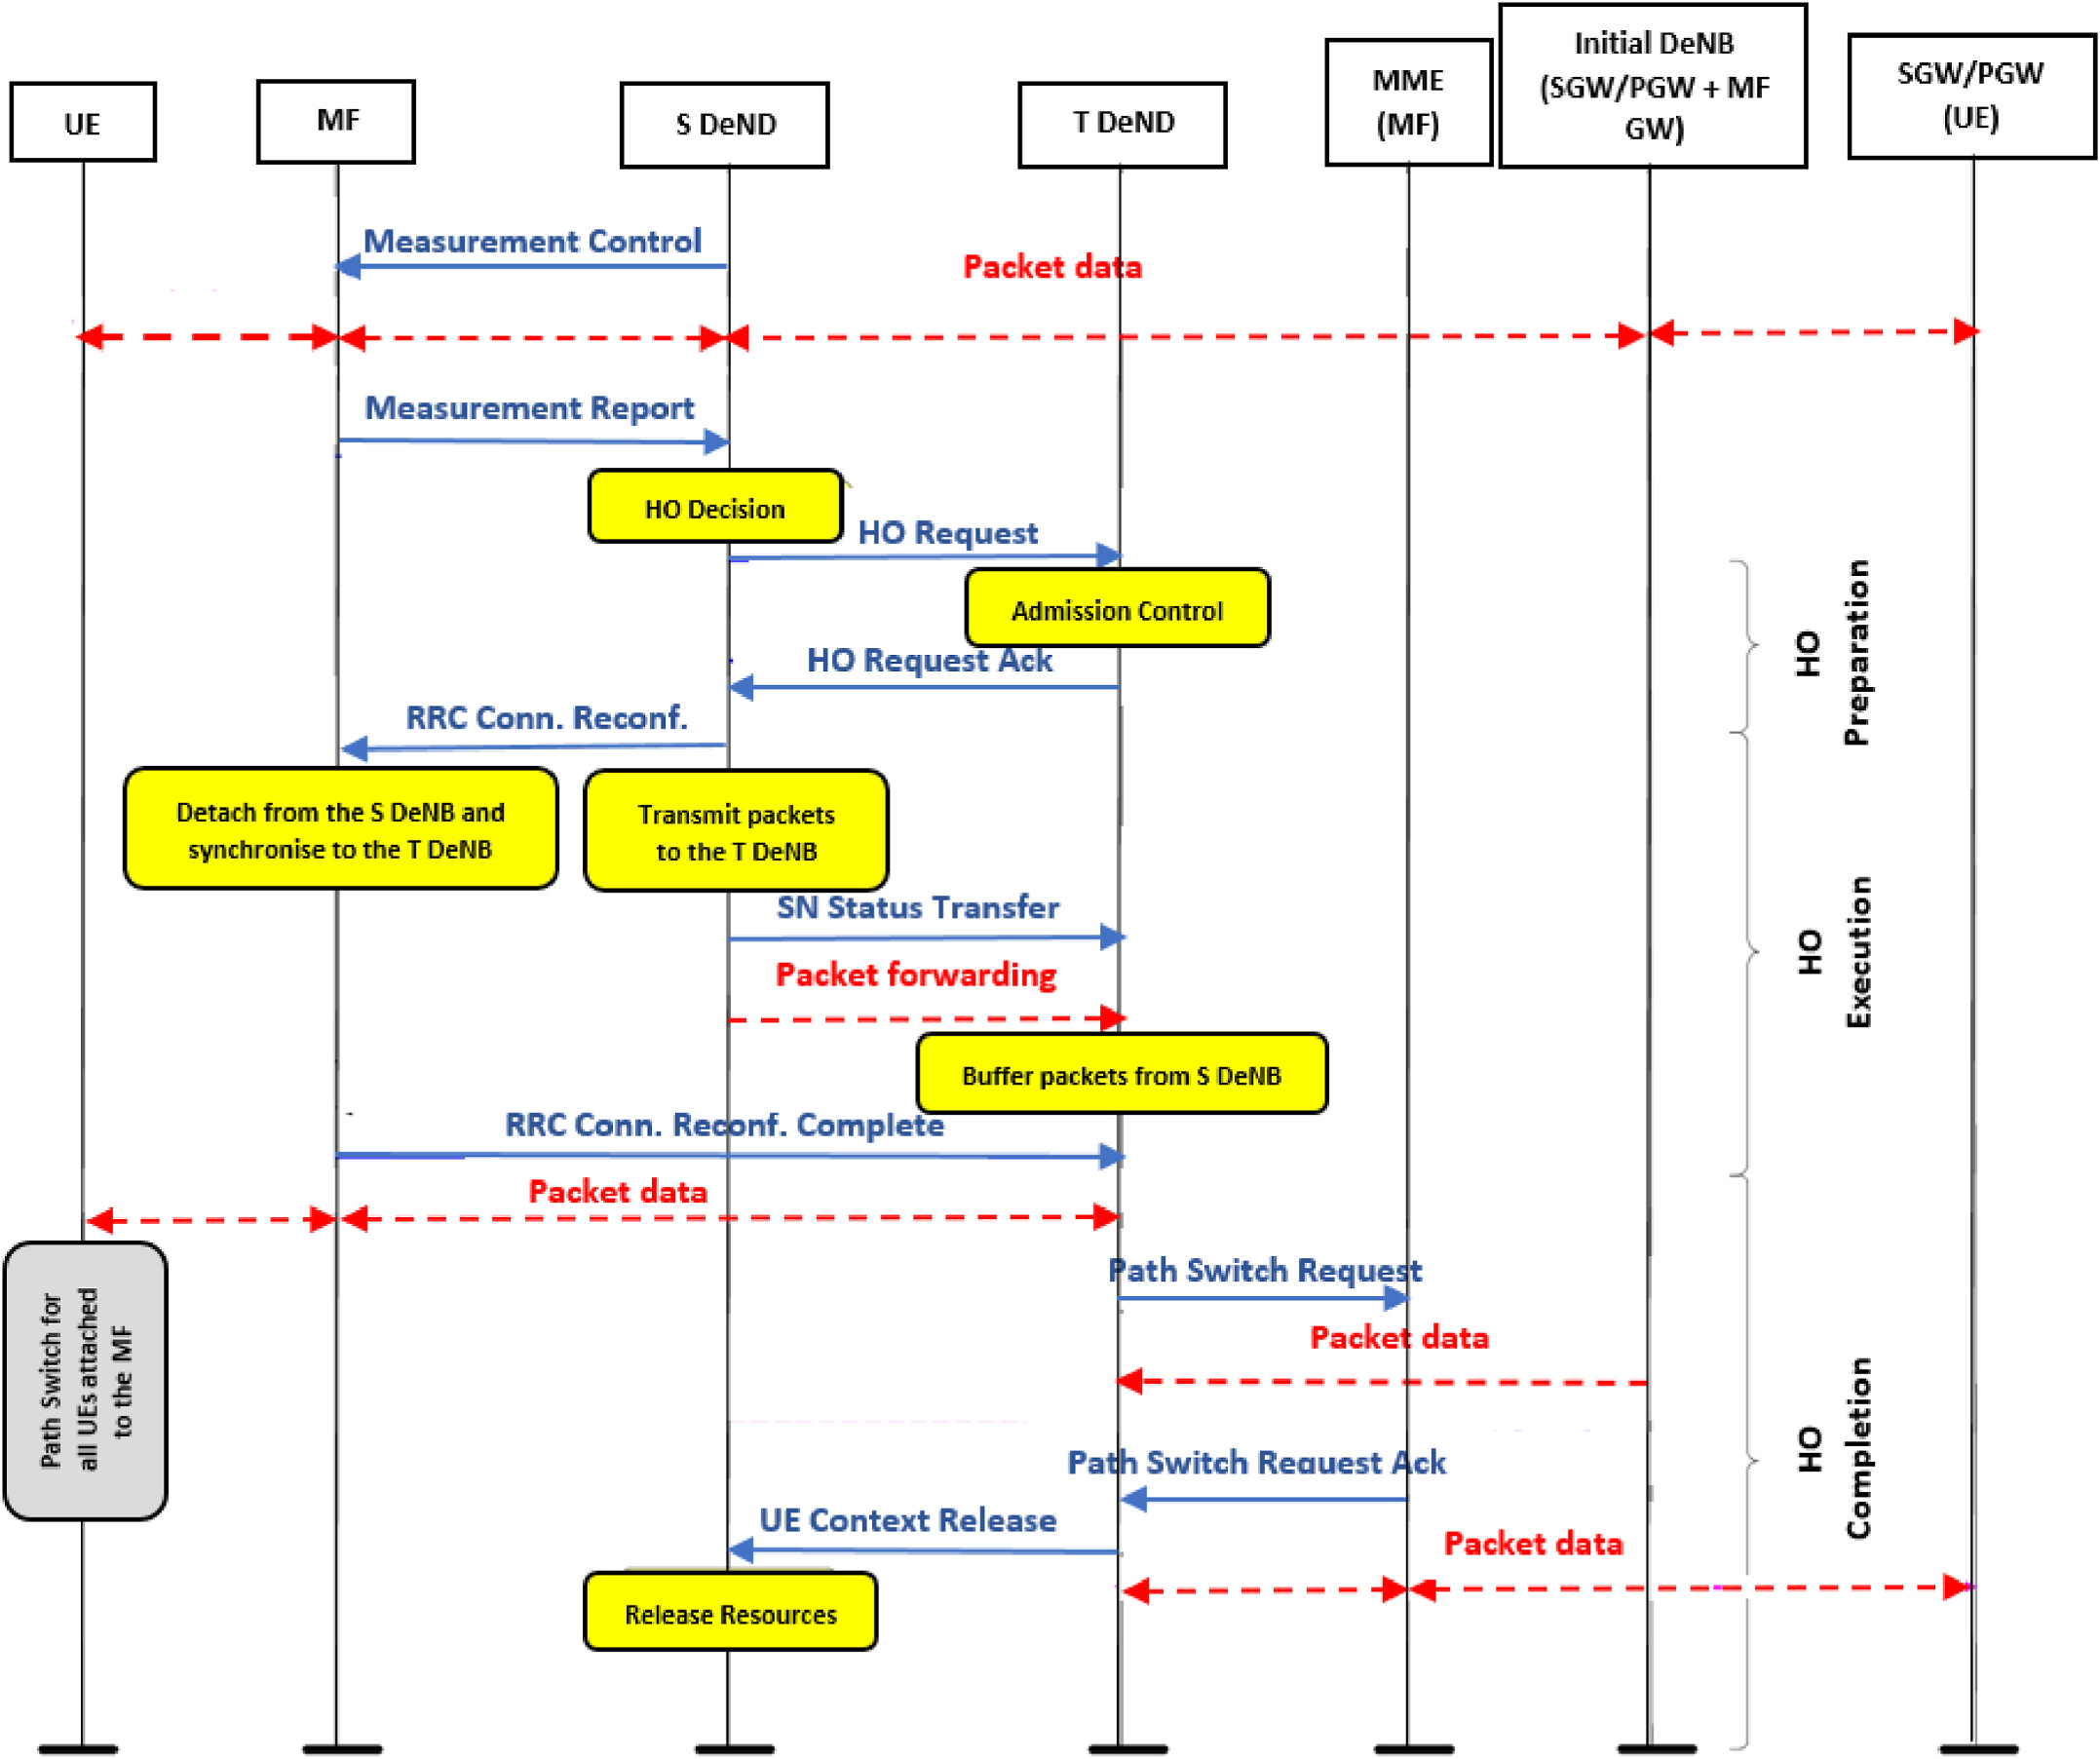 UE
MF
S DeND
T DeND
MME
(MF)
Initial DeNB
(SGW/PGW + MF
GW)
SGW/PGW
(UE)
Measurement Control
Packet data
Measurement Report
HO Decision
HO Request
Admission Control
HO Request Ack
HO
Preparation
RRC Conn. Reconf.
Detach from the S DeNB and
synchronise to the T DeNB
Transmit packets
to the T DeNB
SN Status Transfer
Packet forwarding
HO
Execution
Buffer packets from S DeNB
RRC Conn. Reconf. Complete
Packet data
Path Switch for
all UEs attached
to the MF
Path Switch Request
Packet data
Path Switch Request Ack
HO
Completion
UE Context Release
Packet data
Release Resources